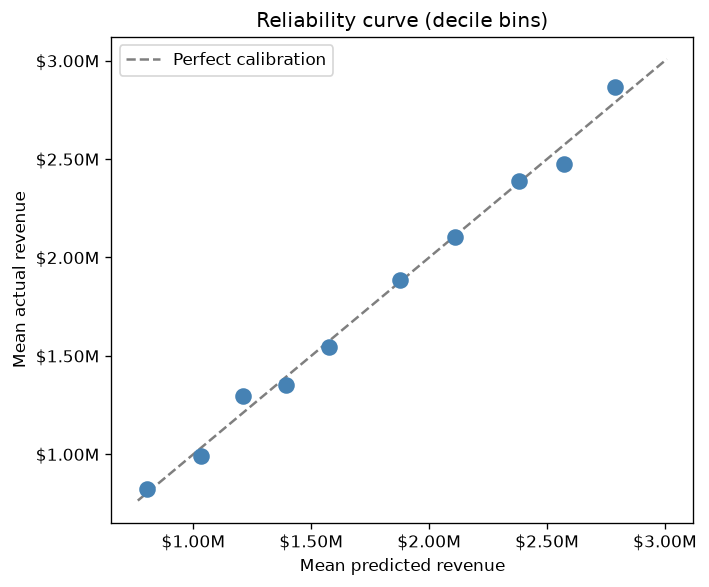 Reliability curve (decile bins)
Perfect calibration
$3.00M
$2.50M
$2.00M
$1.50M
$1.00M
Mean actual revenue
$1.00M
$1.50M
$2.00M
$2.50M
$3.00M
Mean predicted revenue